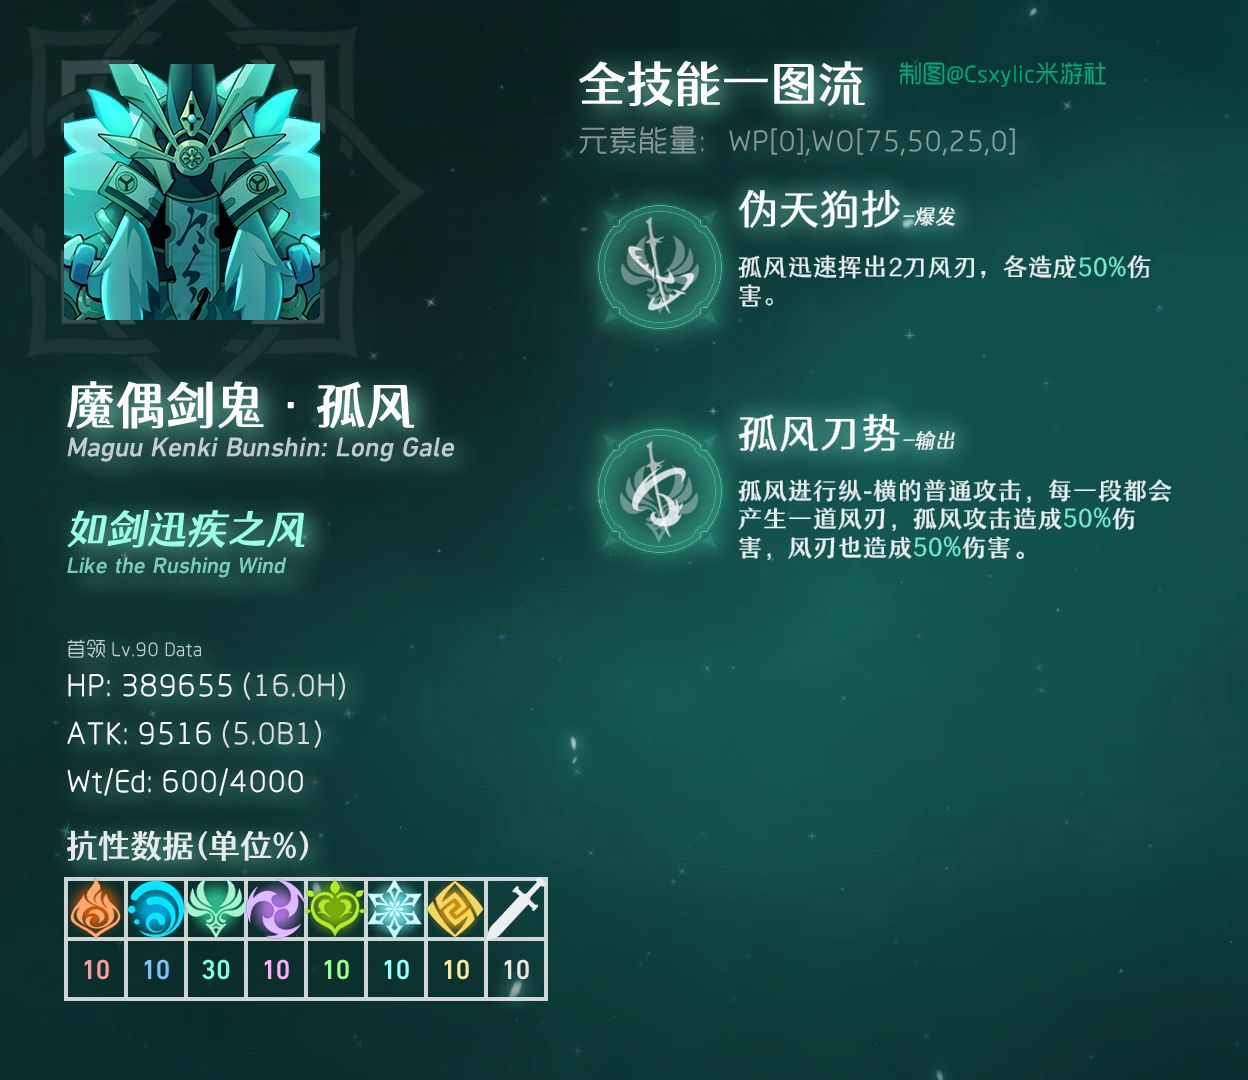 全技能一图流
制图@Csxylic米游社
元素能量: WP[0],WO[75,50,25,0]
伪天狗抄-爆发
孤风迅速挥出2刀风刃，各造成50%伤
害。
魔偶剑鬼·孤风
Maguu Kenki Bunshin: Long Gale
孤风刀势-输出
孤风进行纵-横的普通攻击，每一段都会
产生一道风刃，孤风攻击造成50%伤
害，风刃也造成50%伤害。
如剑迅疾之风
Like the Rushing Wind
首领 Lv.90 Data
HP: 389655 (16.0H)
ATK: 9516 (5.0B1)
Wt/Ed: 600/4000
抗性数据(单位%)
10 10 30 10 10 10 10 10